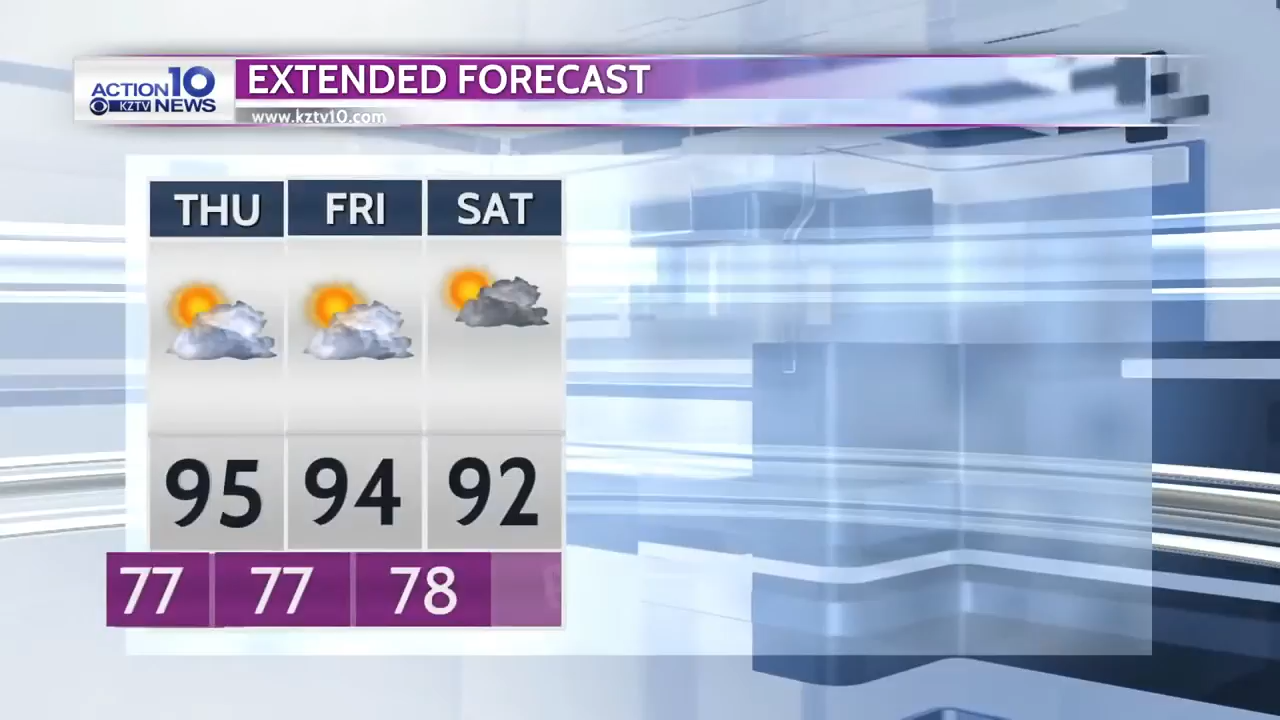 ACTION 10
KZTV NEWS
EXTENDED FORECAST
www.kztv10.com
THU FRI SAT
95 94 92
77 77 78